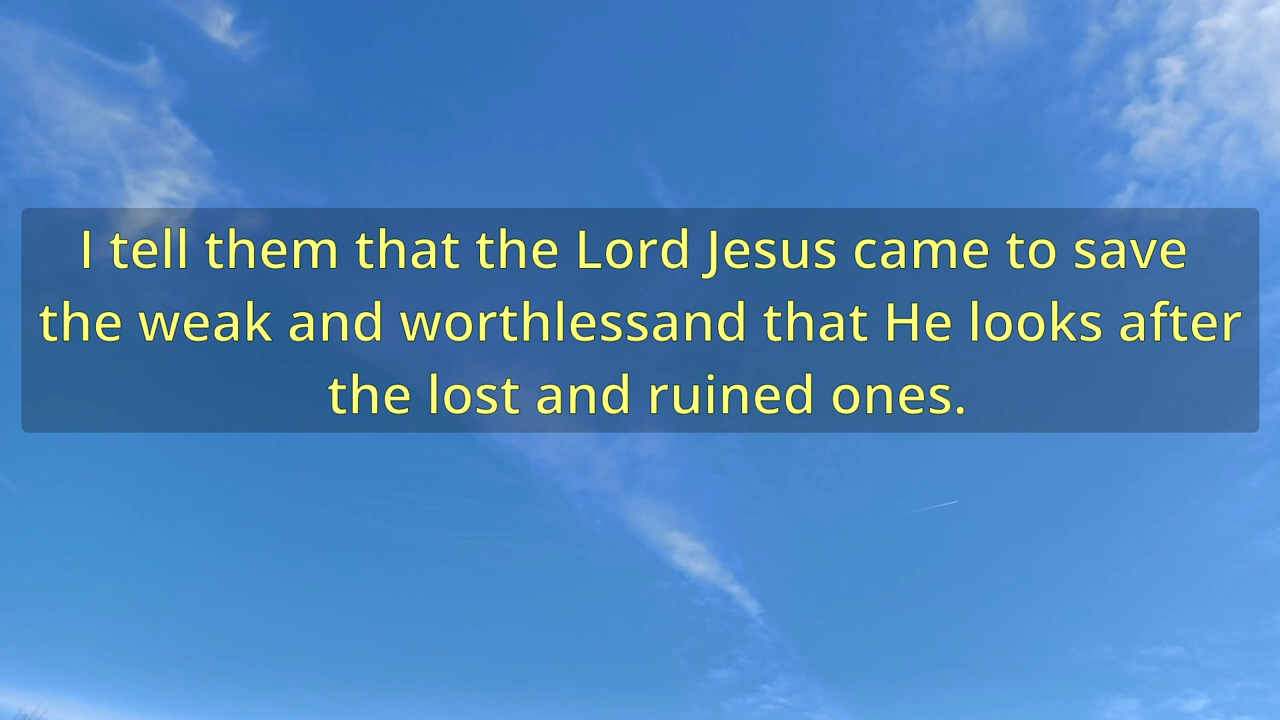 I tell them that the Lord Jesus came to save
the weak and worthlessand that He looks after
the lost and ruined ones.